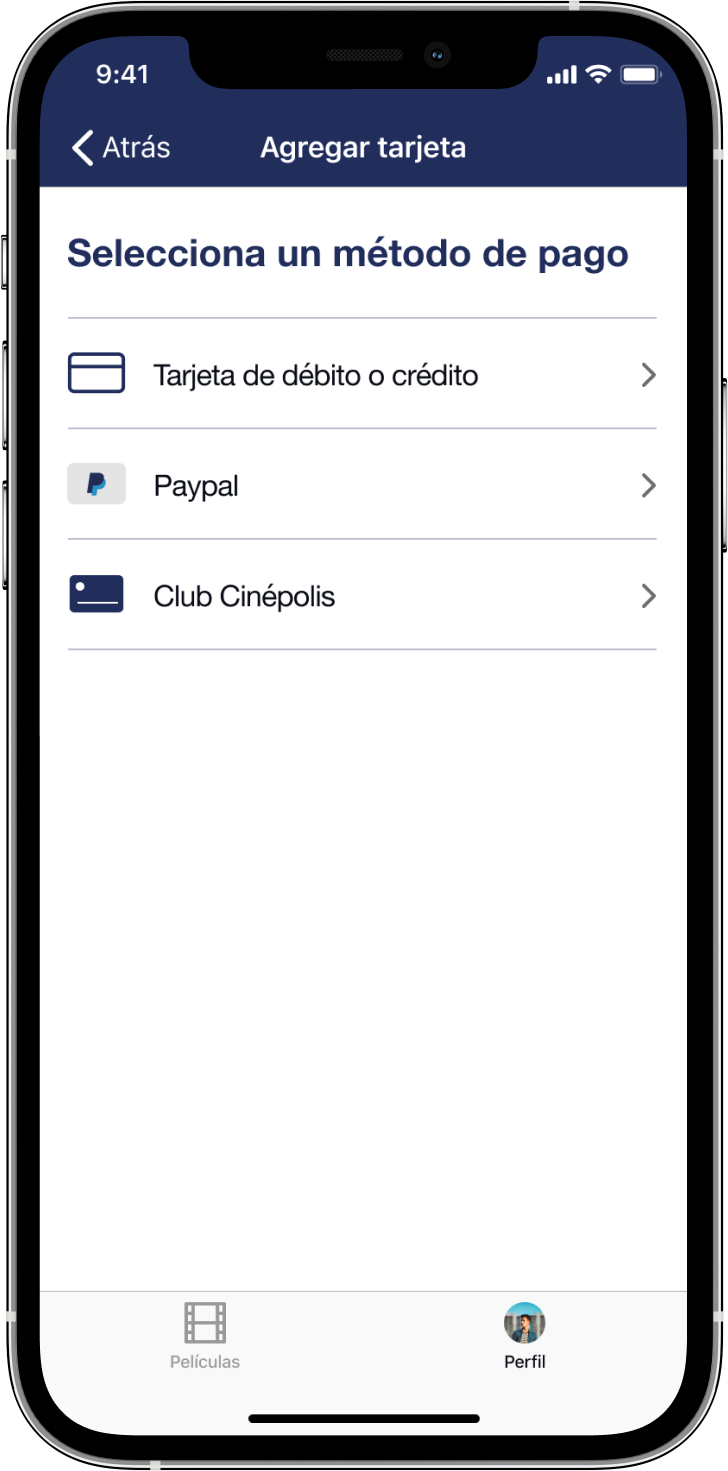 9:41
Atrás
Agregar tarjeta
Selecciona un método de pago
Tarjeta de débito o crédito
Paypal
Club Cinépolis
Películas
Perfil